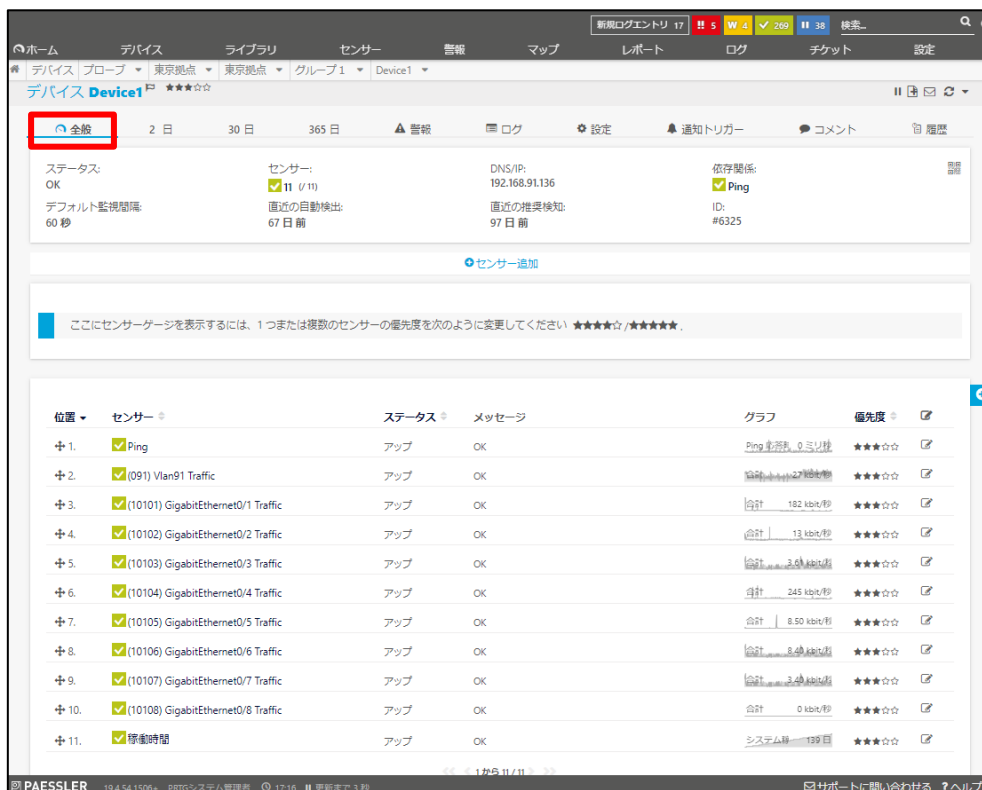 新規ログエントリ 17 !! 5 W 4 269 II 38 検索...
ホーム デバイス ライブラリ センサー 警報 マップ レポート ログ チケット 設定
デバイス プローブ 東京拠点 東京拠点 グループ1 Device1
デバイス Device1 ★★★☆☆
全般 2 日 30 日 365 日 警報 ログ 設定 通知トリガー コメント 履歴
ステータス: センサー: DNS/IP: 依存関係:
OK 11 (/ 11) 192.168.91.136 Ping
デフォルト監視間隔: 直近の自動検出: 直近の推奨検知: ID:
60 秒 67 日 前 97 日 前 #6325
センサー追加
ここにセンサーゲージを表示するには、1 つまたは複数のセンサーの優先度を次のように変更してください ★★★★☆/★★★★★.
位置 センサー ステータス メッセージ グラフ 優先度
1. Ping アップ OK Ping 0 ミリ秒 ★★★☆☆
2. (091) Vlan91 Traffic アップ OK 合計 27 kbit/秒 ★★★☆☆
3. (10101) GigabitEthernet0/1 Traffic アップ OK 合計 182 kbit/秒 ★★★☆☆
4. (10102) GigabitEthernet0/2 Traffic アップ OK 合計 13 kbit/秒 ★★★☆☆
5. (10103) GigabitEthernet0/3 Traffic アップ OK 合計 kbit/秒 ★★★☆☆
6. (10104) GigabitEthernet0/4 Traffic アップ OK 合計 245 kbit/秒 ★★★☆☆
7. (10105) GigabitEthernet0/5 Traffic アップ OK 合計 8.50 kbit/秒 ★★★☆☆
8. (10106) GigabitEthernet0/6 Traffic アップ OK 合計 8.40 kbit/秒 ★★★☆☆
9. (10107) GigabitEthernet0/7 Traffic アップ OK 合計 3.40 kbit/秒 ★★★☆☆
10. (10108) GigabitEthernet0/8 Traffic アップ OK 合計 0 kbit/秒 ★★★☆☆
11. 稼働時間 アップ OK システム稼 139 日 ★★★☆☆
<< < 1 から 11 / 11 > >>
PAESSLER 19.4.54.1506+ PRTGシステム管理者 17:16 更新まで 3 秒 サポートに問い合わせる ?ヘルプ